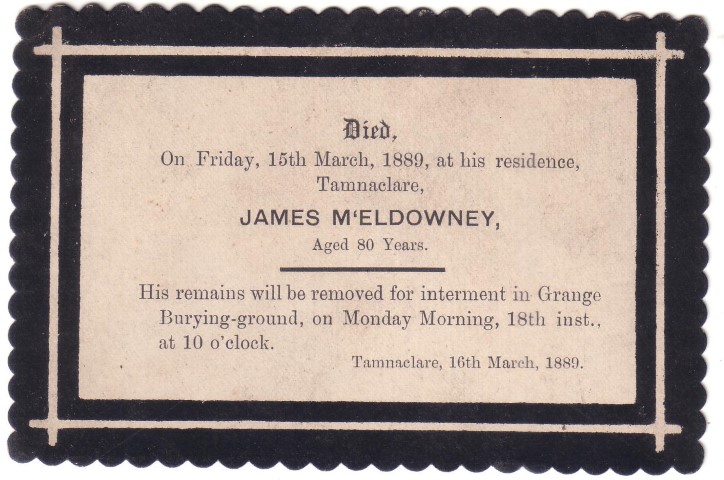 Died,
On Friday, 15th March, 1889, at his residence,
Tamnaclare,
JAMES M‘ELDOWNEY,
Aged 80 Years.
His remains will be removed for interment in Grange
Burying-ground, on Monday Morning, 18th inst.,
at 10 o’clock.
Tamnaclare, 16th March, 1889.